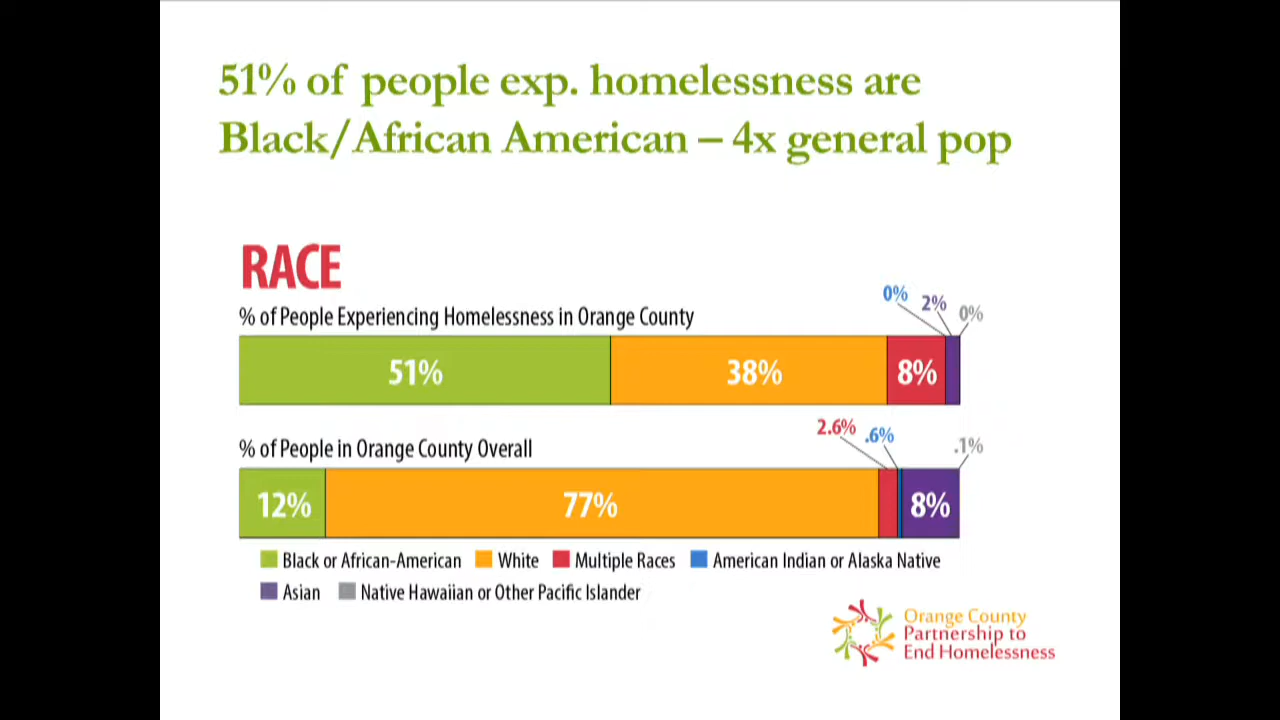 51% of people exp. homelessness are
Black/African American – 4x general pop
RACE
% of People Experiencing Homelessness in Orange County
0% 2% 0%
51% 38% 8%
% of People in Orange County Overall
2.6% .6% .1%
12% 77% 8%
Black or African-American White Multiple Races American Indian or Alaska Native
Asian Native Hawaiian or Other Pacific Islander
Orange County
Partnership to
End Homelessness